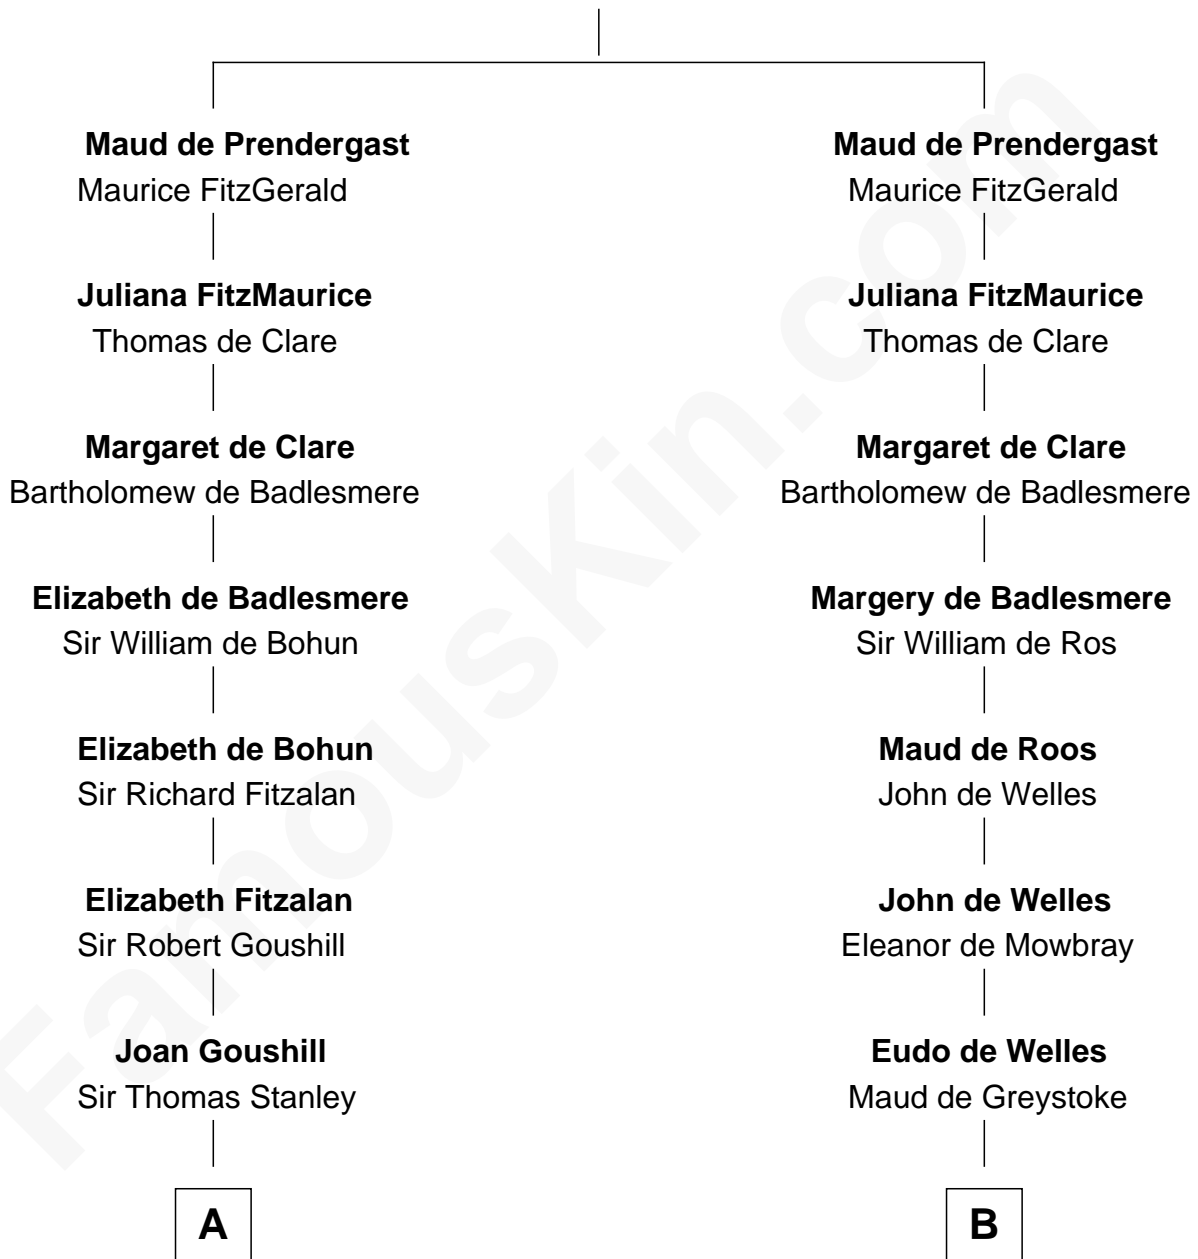 Maud de Prendergast
Maurice FitzGerald
Juliana FitzMaurice
Thomas de Clare
Margaret de Clare
Bartholomew de Badlesmere
Elizabeth de Badlesmere
Sir William de Bohun
Elizabeth de Bohun
Sir Richard Fitzalan
Elizabeth Fitzalan
Sir Robert Goushill
Joan Goushill
Sir Thomas Stanley
A
Maud de Prendergast
Maurice FitzGerald
Juliana FitzMaurice
Thomas de Clare
Margaret de Clare
Bartholomew de Badlesmere
Margery de Badlesmere
Sir William de Ros
Maud de Roos
John de Welles
John de Welles
Eleanor de Mowbray
Eudo de Welles
Maud de Greystoke
B
FamousKin.com